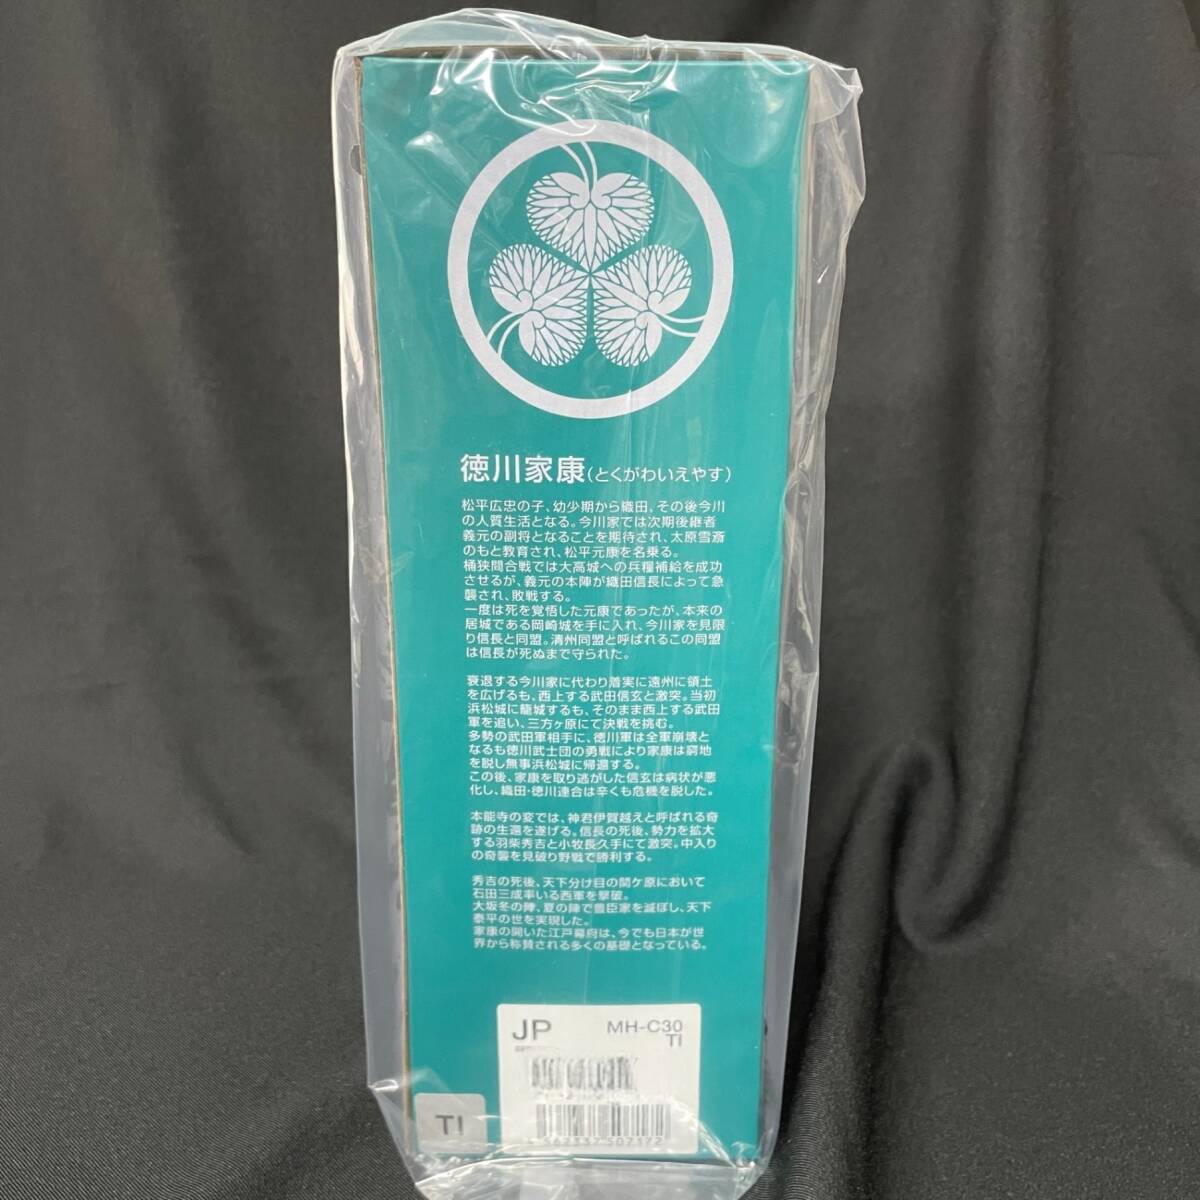 徳川家康(とくがわいえやす)
松平広忠の子、幼少期から織田、その後今川
の人質生活となる。今川家では次期後継者
義元の副将となることを期待され、太原雪斎
のもと教育され、松平元康を名乗る。
桶狭間合戦では大高城への兵糧補給を成功
させるが、義元の本陣が織田信長によって急
襲され、敗戦する。
一度は死を覚悟した元康であったが、本来の
居城である岡崎城を手に入れ、今川家を見限
り信長と同盟。清州同盟と呼ばれるこの同盟
は信長が死ぬまで守られた。
衰退する今川家に代わり着実に遠州に領土
を広げるも、西上する武田信玄と激突。当初
浜松城に籠城するも、そのまま西上する武田
軍を追い、三方ヶ原にて決戦を挑む。
多勢の武田軍相手に、徳川軍は全軍崩壊と
なるも徳川武士団の勇戦により家康は窮地
を脱し無事浜松城に帰還する。
この後、家康を取り逃がした信玄は病状が悪
化し、織田・徳川連合は辛くも危機を脱した。
本能寺の変では、神君伊賀越えと呼ばれる奇
跡の生還を遂げる。信長の死後、勢力を拡大
する羽柴秀吉と小牧長久手にて激突。中入り
の奇襲を見破り野戦で勝利する。
秀吉の死後、天下分け目の関ケ原において
石田三成率いる西軍を撃破。
大坂冬の陣、夏の陣で豊臣家を滅ぼし、天下
泰平の世を実現した。
家康の開いた江戸幕府は、今でも日本が世
界から称賛される多くの基礎となっている。
JP MH-C30
TI
TI
4 562337 507172